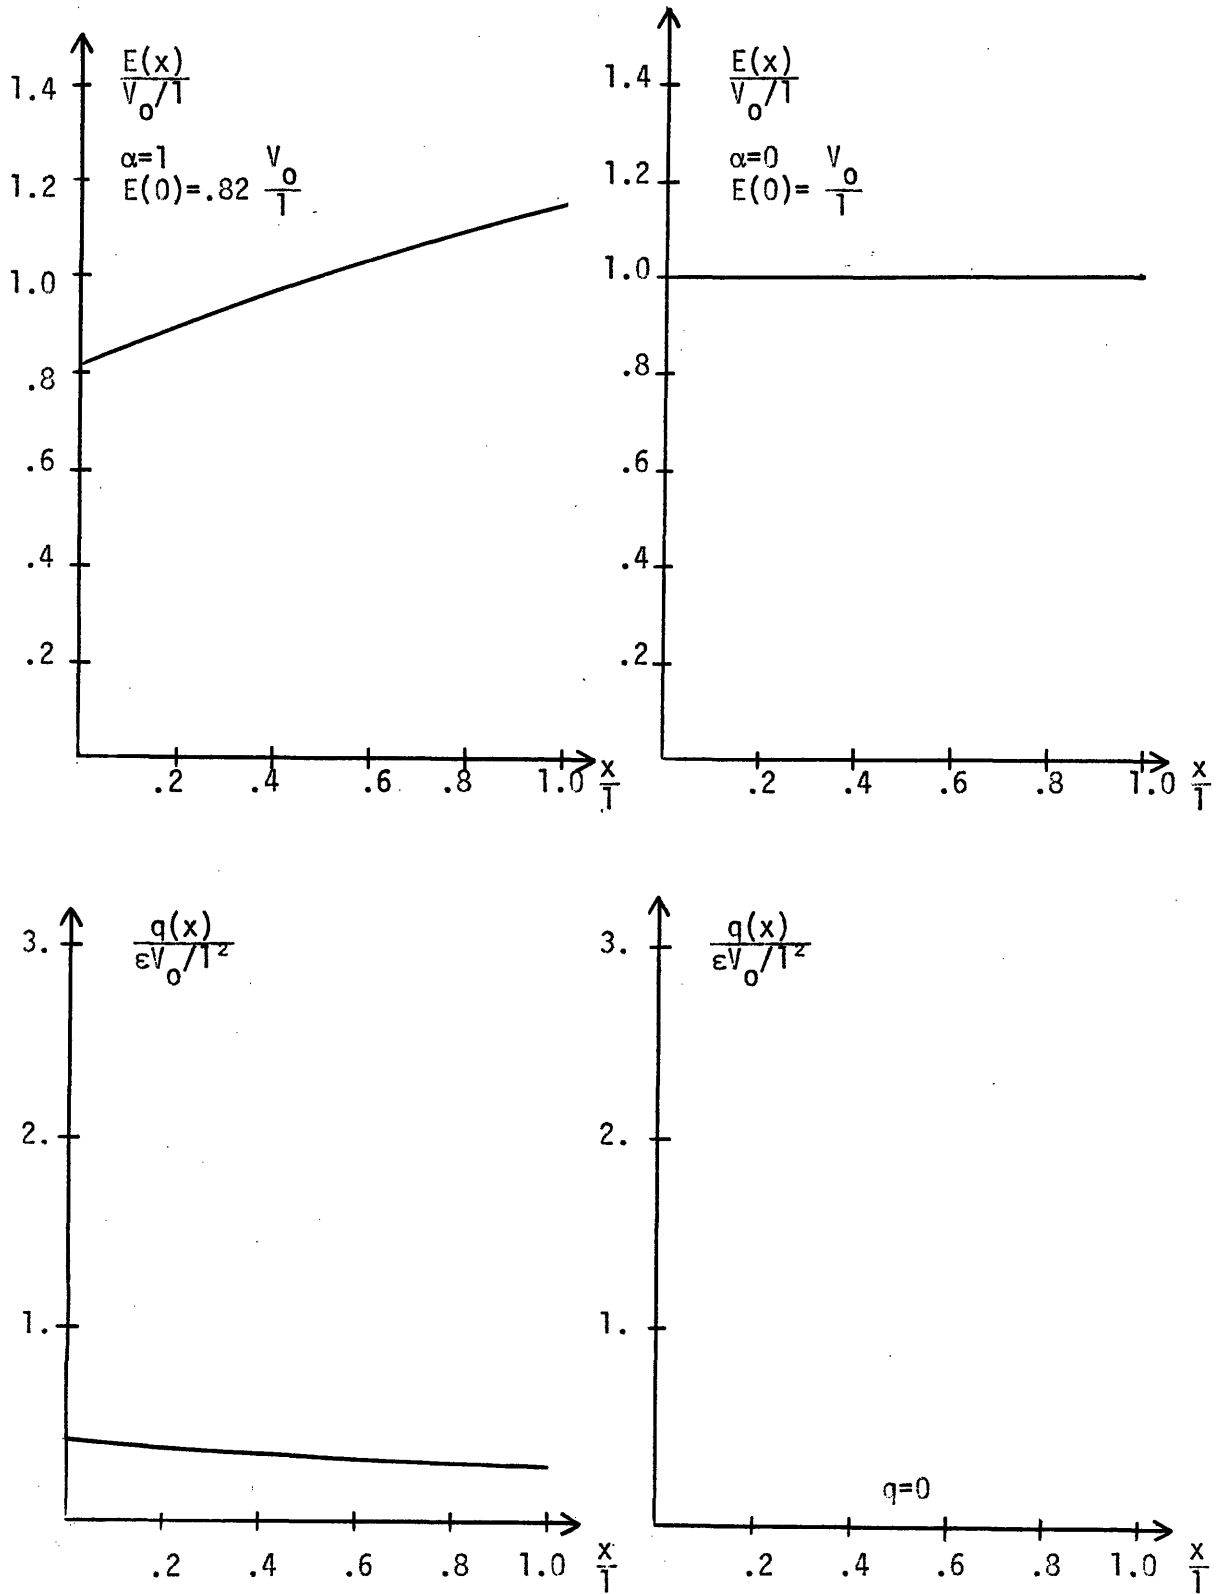 E(x)
V₀/l
α=1
E(0)=.82 V₀
l
1.4
1.2
1.0
.8
.6
.4
.2
.2 .4 .6 .8 1.0 x
l
E(x)
V₀/l
α=0
E(0)= V₀
l
1.4
1.2
1.0
.8
.6
.4
.2
.2 .4 .6 .8 1.0 x
l
q(x)
εV₀/l²
3.
2.
1.
.2 .4 .6 .8 1.0 x
l
q(x)
εV₀/l²
3.
2.
1.
q=0
.2 .4 .6 .8 1.0 x
l